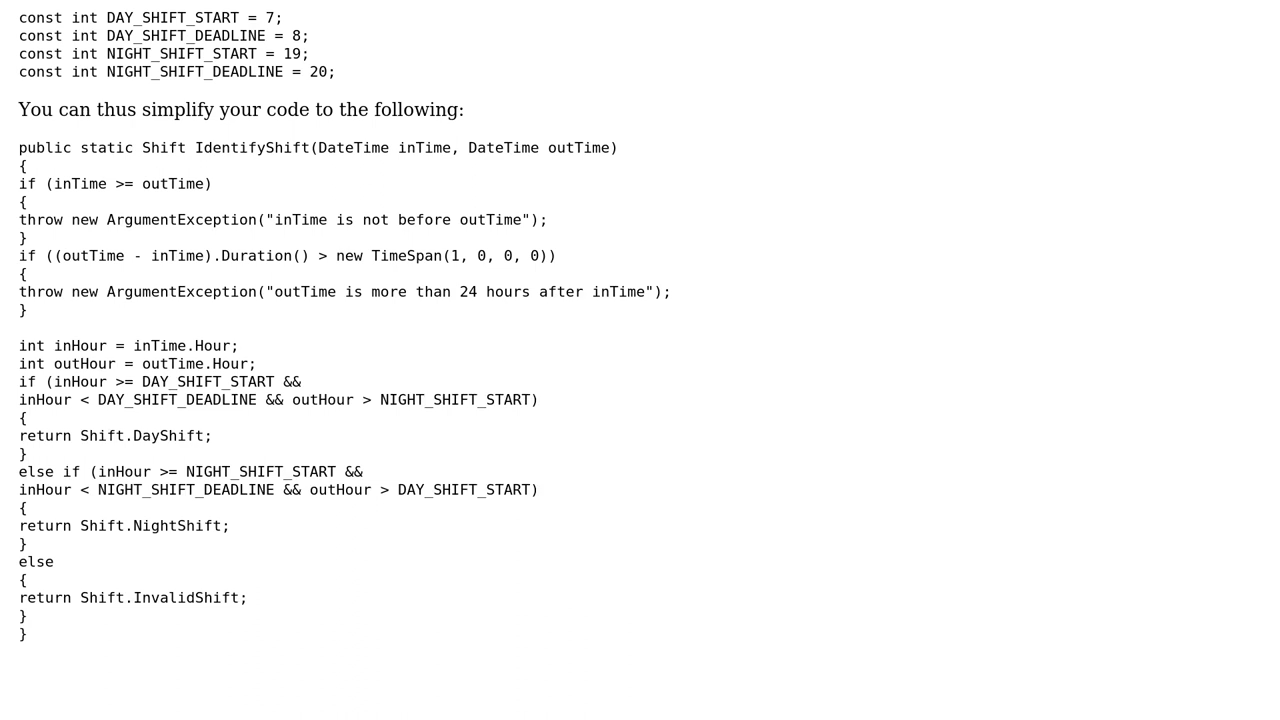 const int DAY_SHIFT_START = 7;
const int DAY_SHIFT_DEADLINE = 8;
const int NIGHT_SHIFT_START = 19;
const int NIGHT_SHIFT_DEADLINE = 20;
You can thus simplify your code to the following:
public static Shift IdentifyShift(DateTime inTime, DateTime outTime)
{
if (inTime >= outTime)
{
throw new ArgumentException("inTime is not before outTime");
}
if ((outTime - inTime).Duration() > new TimeSpan(1, 0, 0, 0))
{
throw new ArgumentException("outTime is more than 24 hours after inTime");
}
int inHour = inTime.Hour;
int outHour = outTime.Hour;
if (inHour >= DAY_SHIFT_START &&
inHour < DAY_SHIFT_DEADLINE && outHour > NIGHT_SHIFT_START)
{
return Shift.DayShift;
}
else if (inHour >= NIGHT_SHIFT_START &&
inHour < NIGHT_SHIFT_DEADLINE && outHour > DAY_SHIFT_START)
{
return Shift.NightShift;
}
else
{
return Shift.InvalidShift;
}
}